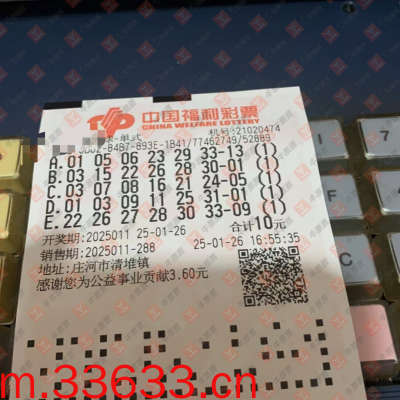 中国福利彩票
CHINA WELFARE LOTTERY
单式
机号:21020474
A.01 05 06 23 29 33-13 (1)
B.03 15 22 26 28 30-01 (1)
C.03 07 08 16 21 24-05 (1)
D.01 03 09 11 25 31-01 (1)
E.22 26 27 28 30 33-09 (1)
开奖期:2025011 25-01-26 合计10元
销售期:2025011-288 25-01-26 16:55:35
地址:庄河市清堆镇
感谢您为公益事业贡献3.60元
7
C
m.33633.cn